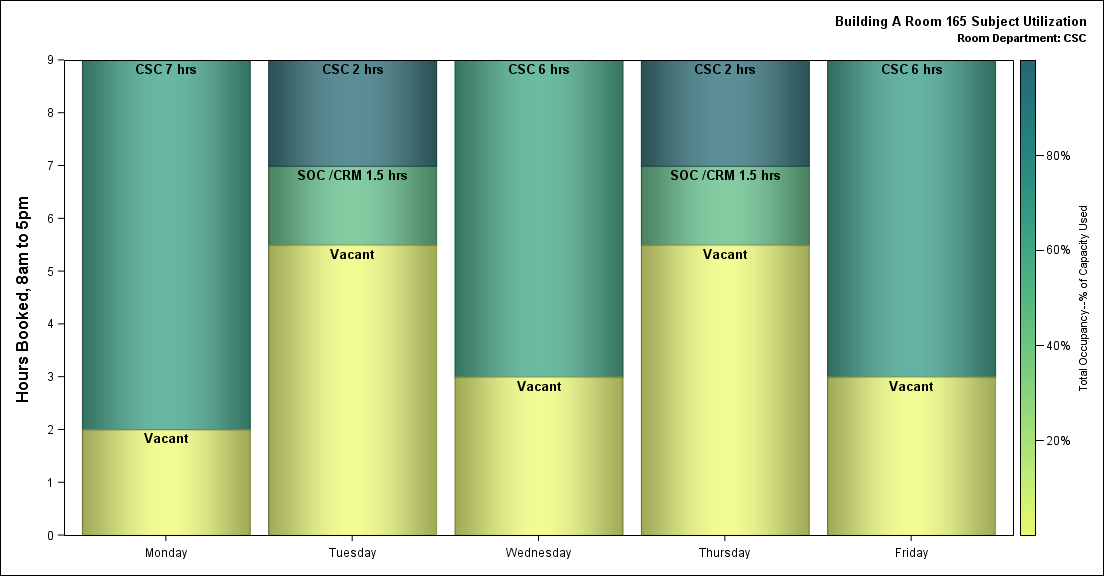 Building A Room 165 Subject Utilization
Room Department: CSC
Hours Booked, 8am to 5pm
9
8
7
6
5
4
3
2
1
0
CSC 7 hrs
Vacant
CSC 2 hrs
SOC /CRM 1.5 hrs
Vacant
CSC 6 hrs
Vacant
CSC 2 hrs
SOC /CRM 1.5 hrs
Vacant
CSC 6 hrs
Vacant
Monday
Tuesday
Wednesday
Thursday
Friday
80%
60%
40%
20%
Total Occupancy--% of Capacity Used